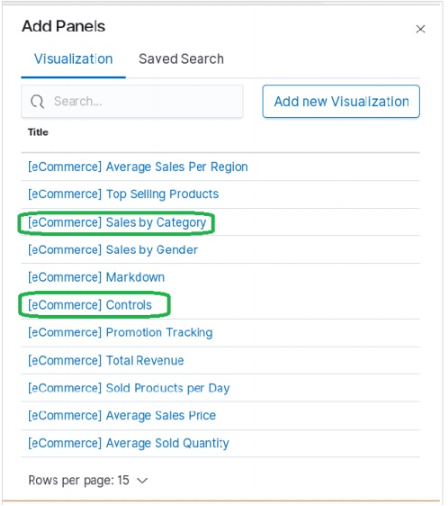 Add Panels
Visualization Saved Search
Search...
Add new Visualization
Title
[eCommerce] Average Sales Per Region
[eCommerce] Top Selling Products
[eCommerce] Sales by Category
[eCommerce] Sales by Gender
[eCommerce] Markdown
[eCommerce] Controls
[eCommerce] Promotion Tracking
[eCommerce] Total Revenue
[eCommerce] Sold Products per Day
[eCommerce] Average Sales Price
[eCommerce] Average Sold Quantity
Rows per page: 15